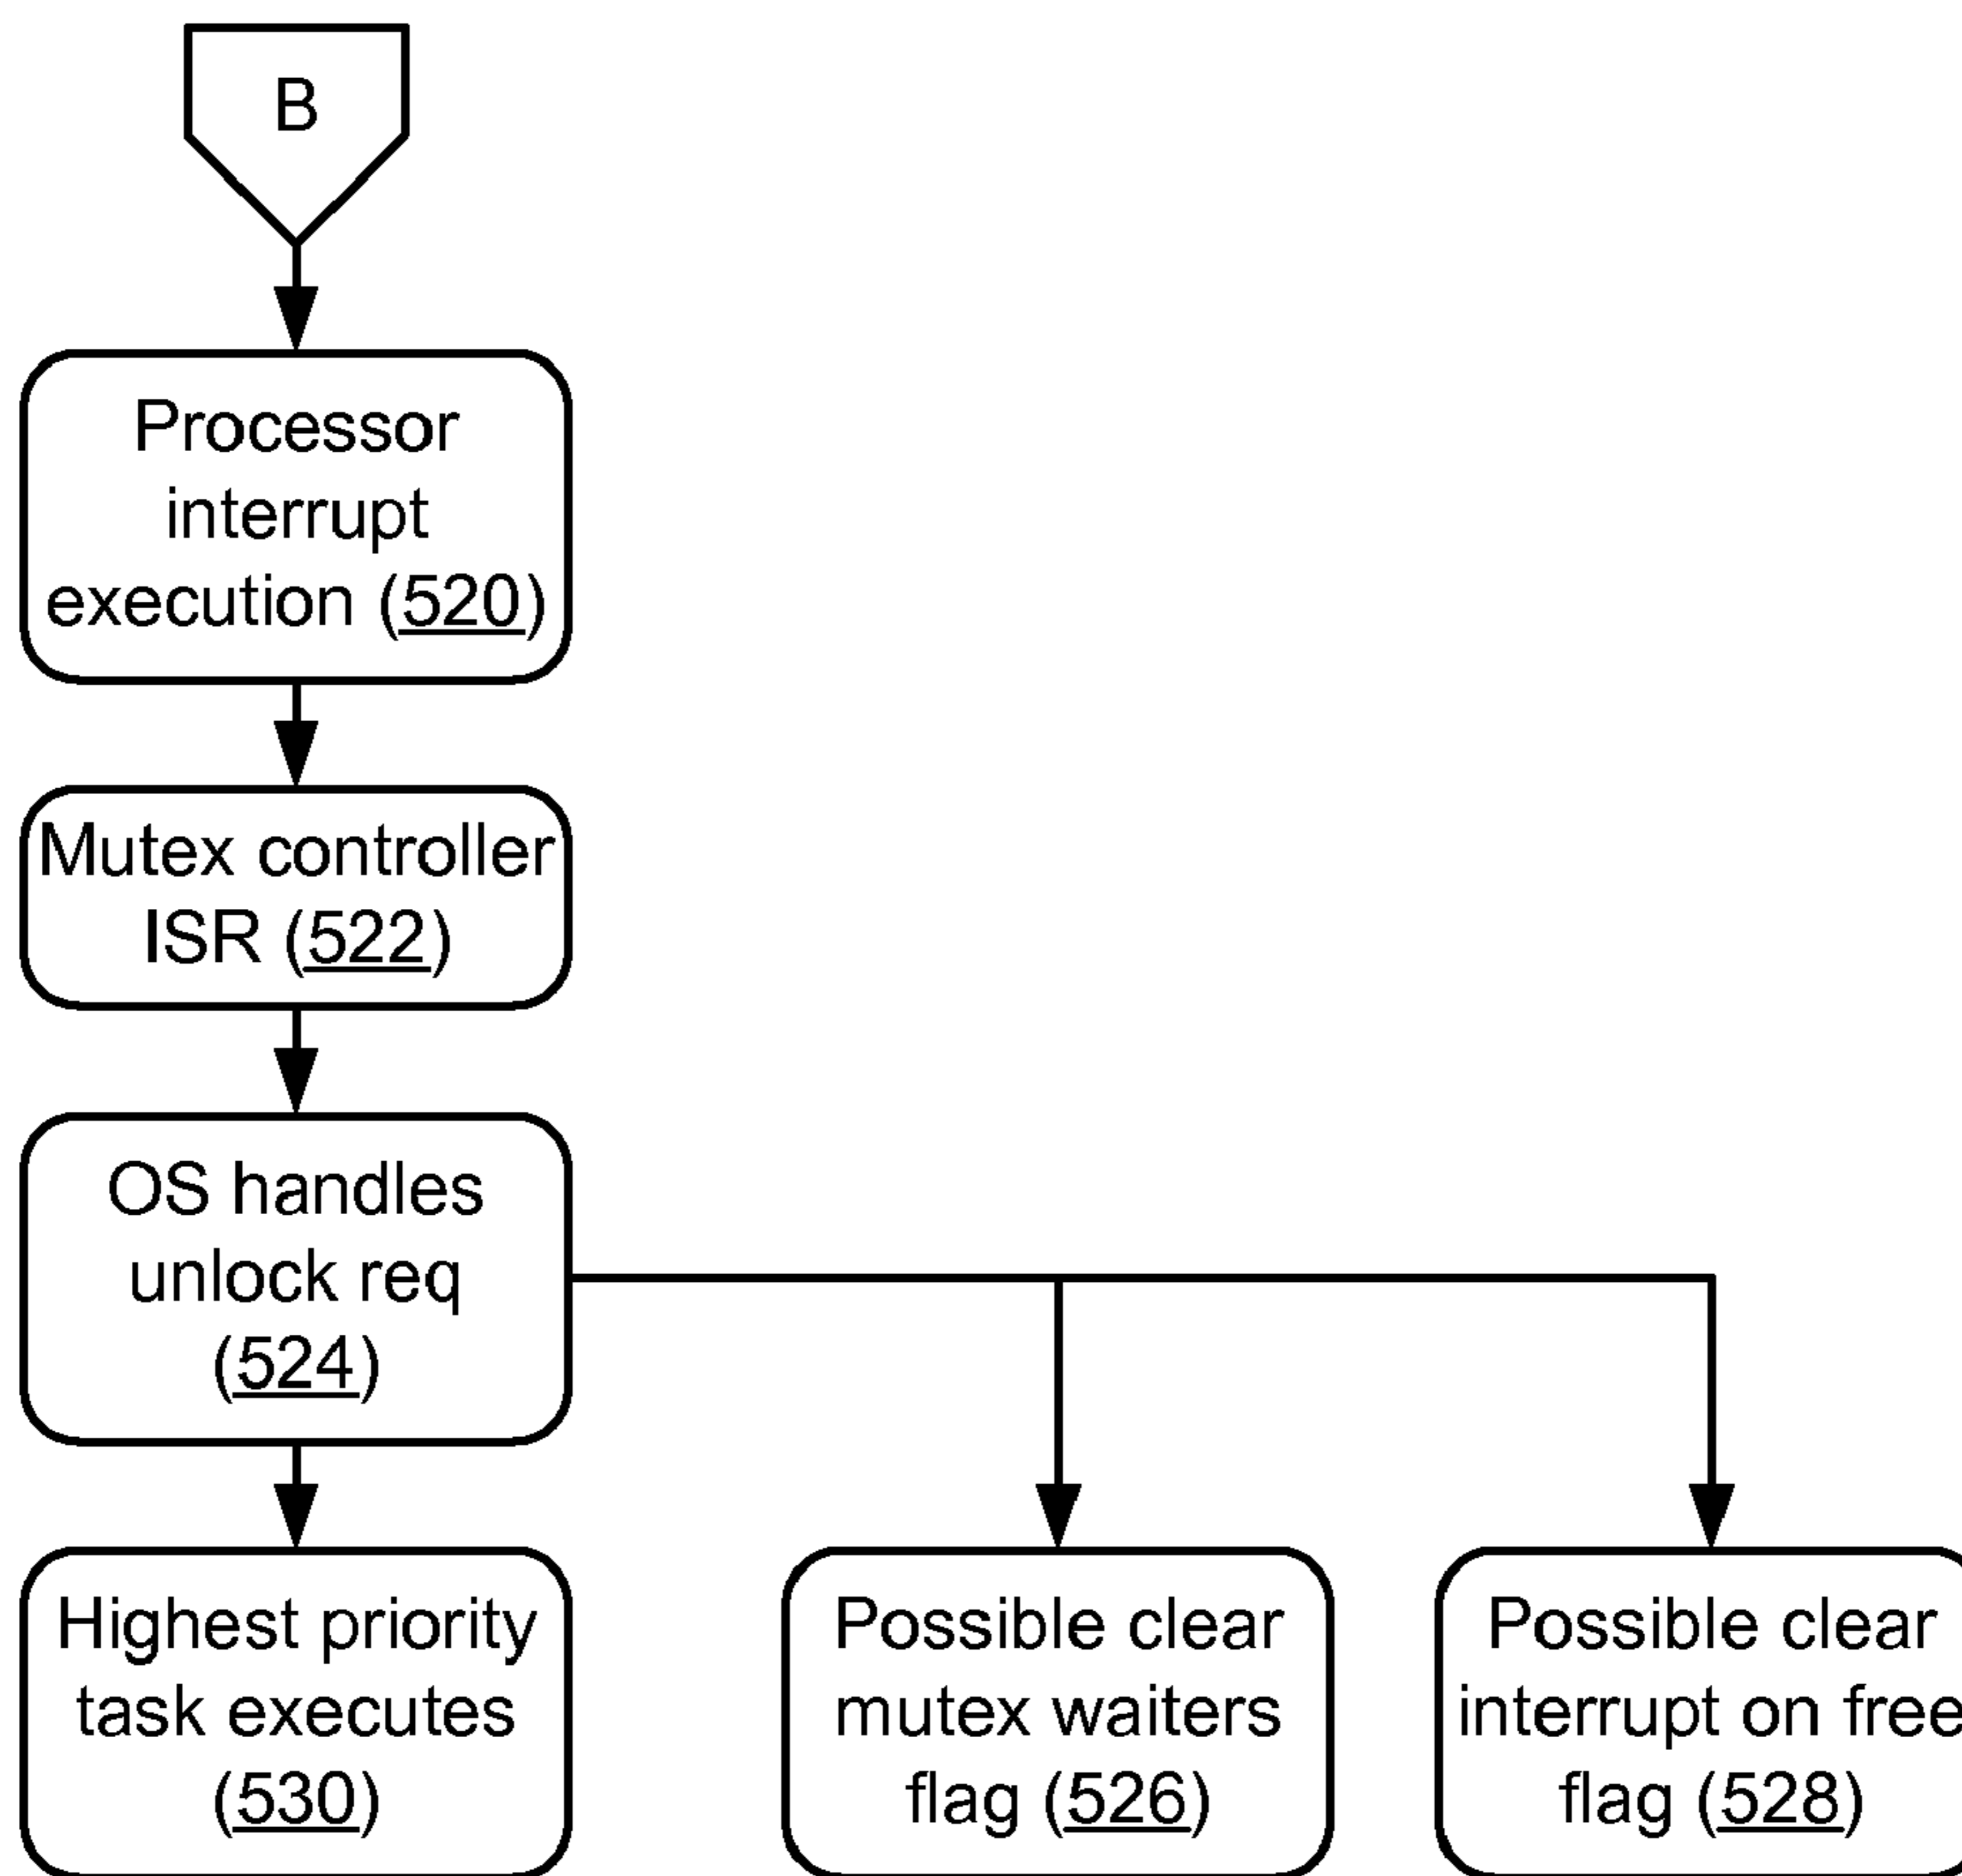 B
Processor
interrupt
execution (520)
Mutex controller
ISR (522)
OS handles
unlock req
(524)
Highest priority
task executes
(530)
Possible clear
mutex waiters
flag (526)
Possible clear
interrupt on free
flag (528)